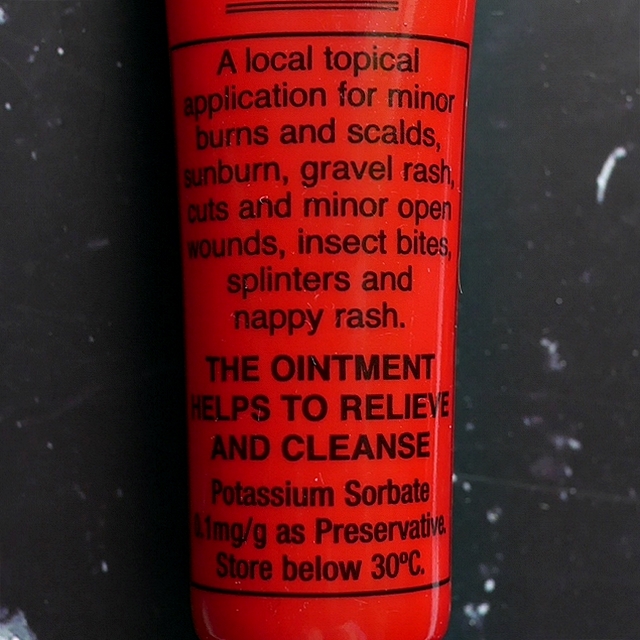 A local topical
application for minor
burns and scalds,
sunburn, gravel rash,
cuts and minor open
wounds, insect bites,
splinters and
nappy rash.
THE OINTMENT
HELPS TO RELIEVE
AND CLEANSE
Potassium Sorbate
0.1mg/g as Preservative.
Store below 30ºC.